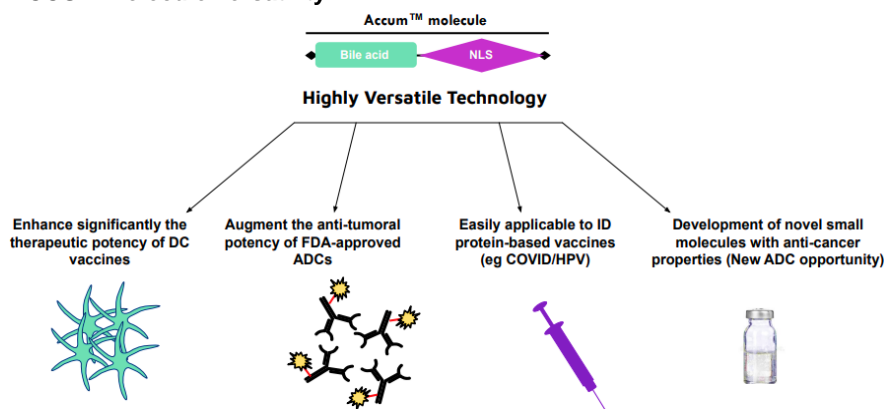 Accum™ molecule
Bile acid
NLS
Highly Versatile Technology
Enhance significantly the
therapeutic potency of DC
vaccines
Augment the anti-tumoral
potency of FDA-approved
ADCs
Easily applicable to ID
protein-based vaccines
(eg COVID/HPV)
Development of novel small
molecules with anti-cancer
properties (New ADC opportunity)